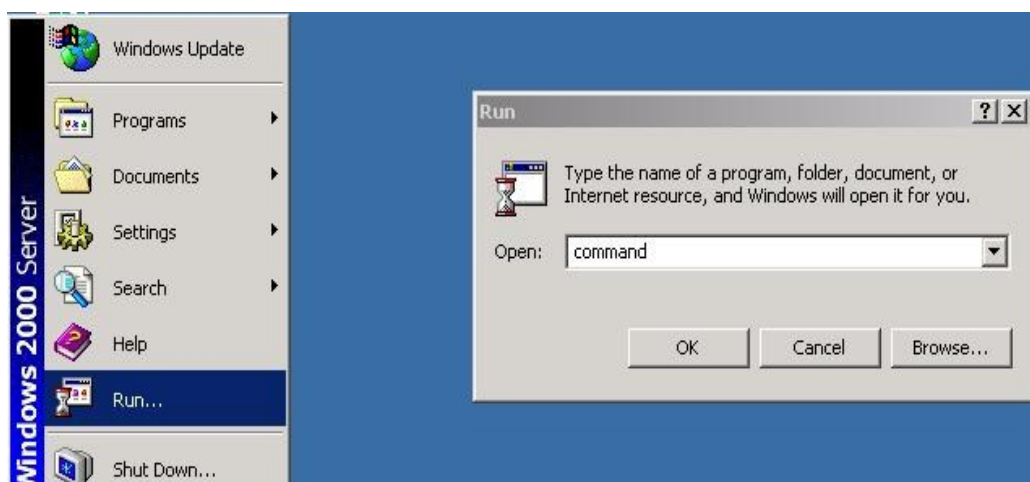 Windows 2000 Server
Windows Update
Programs
Documents
Settings
Search
Help
Run...
Shut Down...
Run
Type the name of a program, folder, document, or
Internet resource, and Windows will open it for you.
Open:
command
OK
Cancel
Browse...